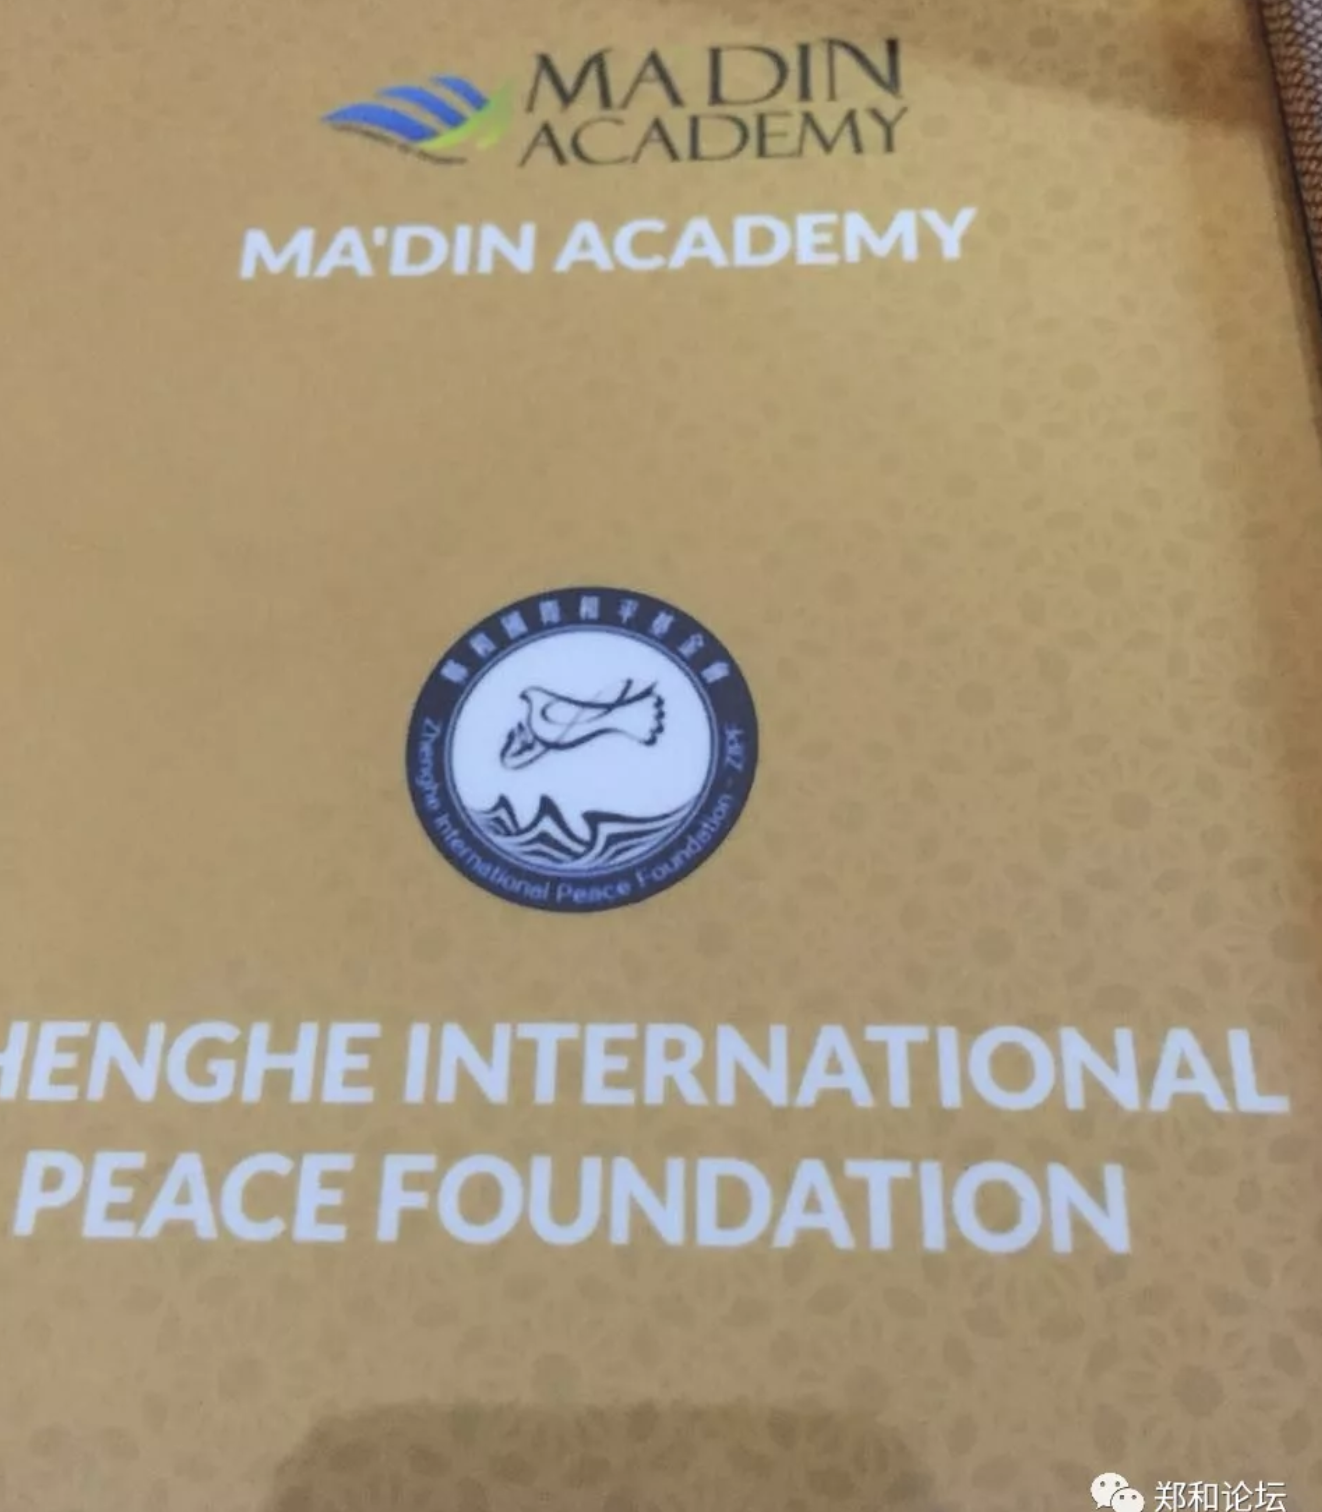 MA DIN
ACADEMY
MA'DIN ACADEMY
鄭和國際和平基金會
Zhenghe International Peace Foundation - ZIPF
HENGHE INTERNATIONAL
PEACE FOUNDATION
郑和论坛